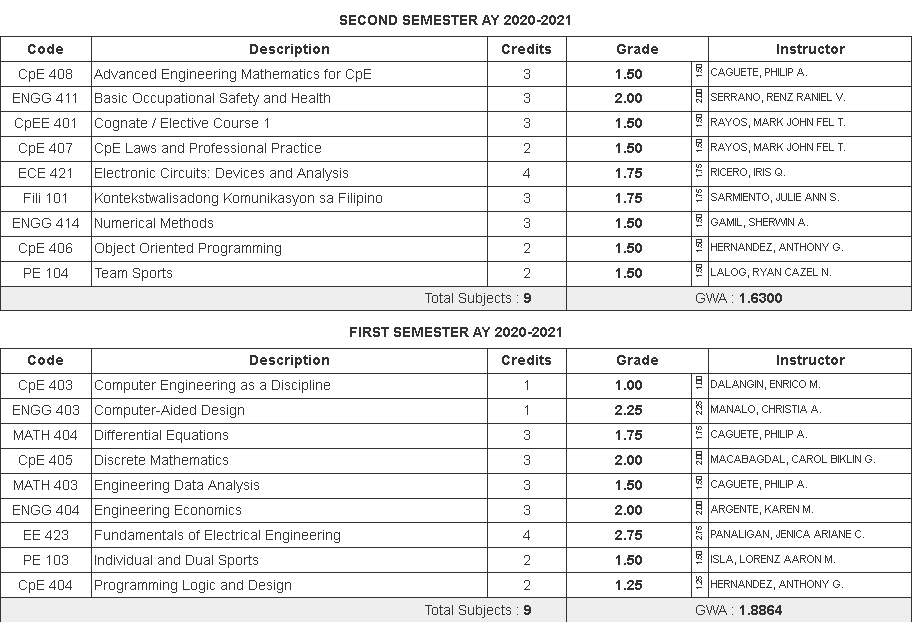 SECOND SEMESTER AY 2020-2021
Code Description Credits Grade Instructor
CpE 408 Advanced Engineering Mathematics for CpE 3 1.50 1.50 CAGUETE, PHILIP A.
ENGG 411 Basic Occupational Safety and Health 3 2.00 2.00 SERRANO, RENZ RANIEL V.
CpEE 401 Cognate / Elective Course 1 3 1.50 1.50 RAYOS, MARK JOHN FEL T.
CpE 407 CpE Laws and Professional Practice 2 1.50 1.50 RAYOS, MARK JOHN FEL T.
ECE 421 Electronic Circuits: Devices and Analysis 4 1.75 1.75 RICERO, IRIS Q.
Fili 101 Kontekstwalisadong Komunikasyon sa Filipino 3 1.75 1.75 SARMIENTO, JULIE ANN S.
ENGG 414 Numerical Methods 3 1.50 1.50 GAMIL, SHERWIN A.
CpE 406 Object Oriented Programming 2 1.50 1.50 HERNANDEZ, ANTHONY G.
PE 104 Team Sports 2 1.50 1.50 LALOG, RYAN CAZEL N.
Total Subjects : 9 GWA : 1.6300
FIRST SEMESTER AY 2020-2021
Code Description Credits Grade Instructor
CpE 403 Computer Engineering as a Discipline 1 1.00 1.00 DALANGIN, ENRICO M.
ENGG 403 Computer-Aided Design 1 2.25 2.25 MANALO, CHRISTIA A.
MATH 404 Differential Equations 3 1.75 1.75 CAGUETE, PHILIP A.
CpE 405 Discrete Mathematics 3 2.00 2.00 MACABAGDAL, CAROL BIKLIN G.
MATH 403 Engineering Data Analysis 3 1.50 1.50 CAGUETE, PHILIP A.
ENGG 404 Engineering Economics 3 2.00 2.00 ARGENTE, KAREN M.
EE 423 Fundamentals of Electrical Engineering 4 2.75 2.75 PANALIGAN, JENICA ARIANE C.
PE 103 Individual and Dual Sports 2 1.50 1.50 ISLA, LORENZ AARON M.
CpE 404 Programming Logic and Design 2 1.25 1.25 HERNANDEZ, ANTHONY G.
Total Subjects : 9 GWA : 1.8864